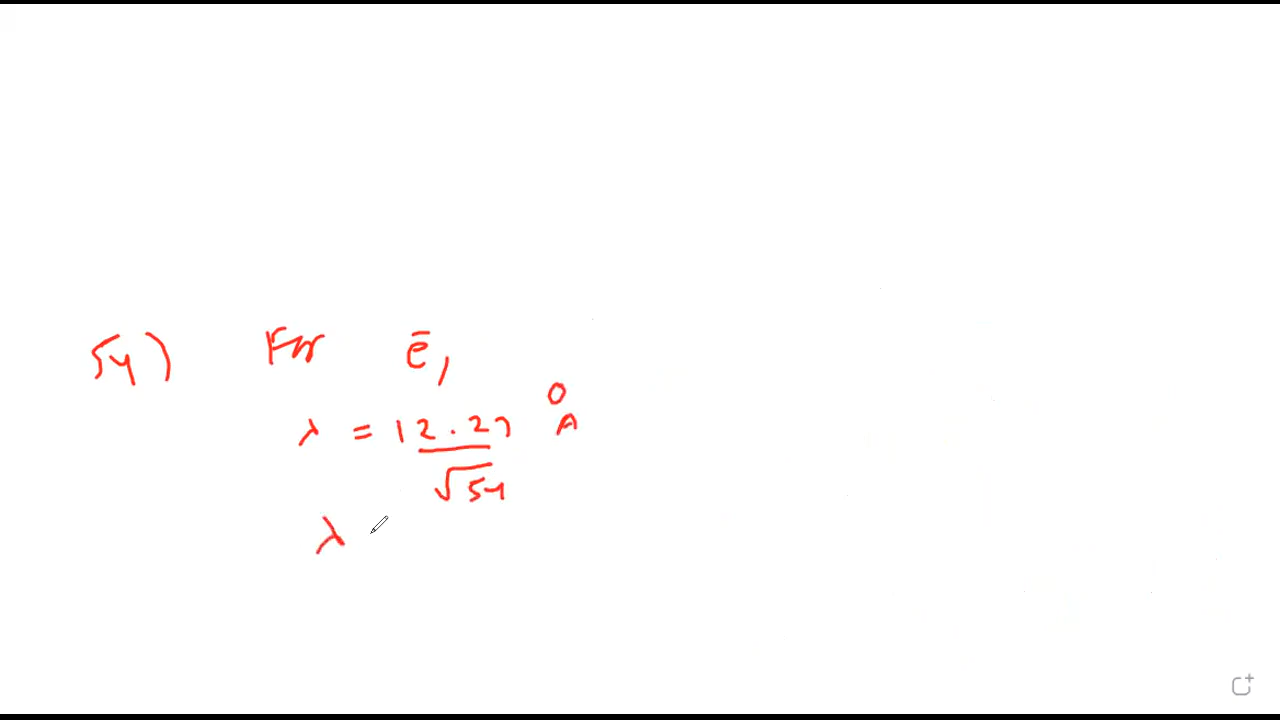 54) For ē,
λ = 12.27 / √54 Å
λ